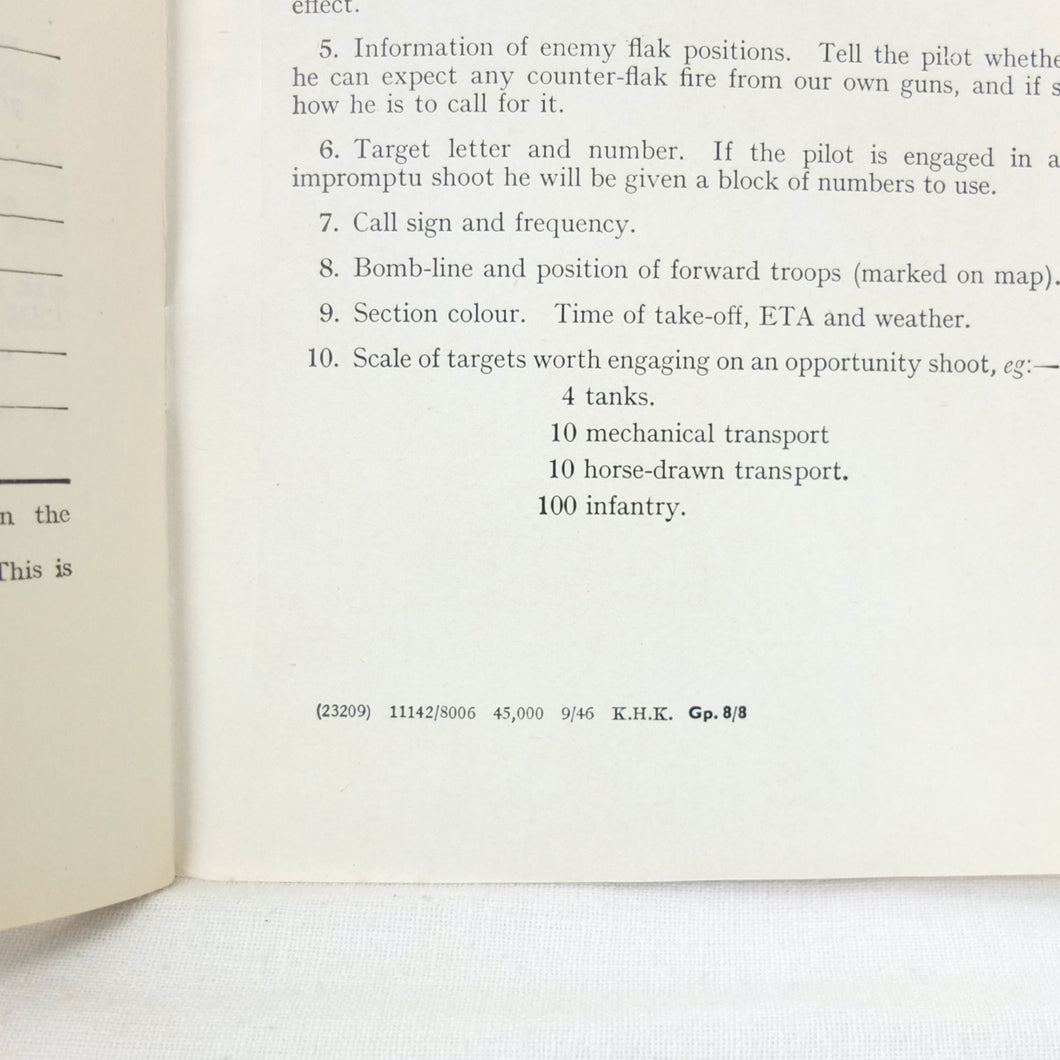 n the
This is
effect.
5. Information of enemy flak positions. Tell the pilot whethe
he can expect any counter-flak fire from our own guns, and if s
how he is to call for it.
6. Target letter and number. If the pilot is engaged in a
impromptu shoot he will be given a block of numbers to use.
7. Call sign and frequency.
8. Bomb-line and position of forward troops (marked on map).
9. Section colour. Time of take-off, ETA and weather.
10. Scale of targets worth engaging on an opportunity shoot, eg:—
4 tanks.
10 mechanical transport
10 horse-drawn transport.
100 infantry.
(23209) 11142/8006 45,000 9/46 K.H.K. Gp. 8/8